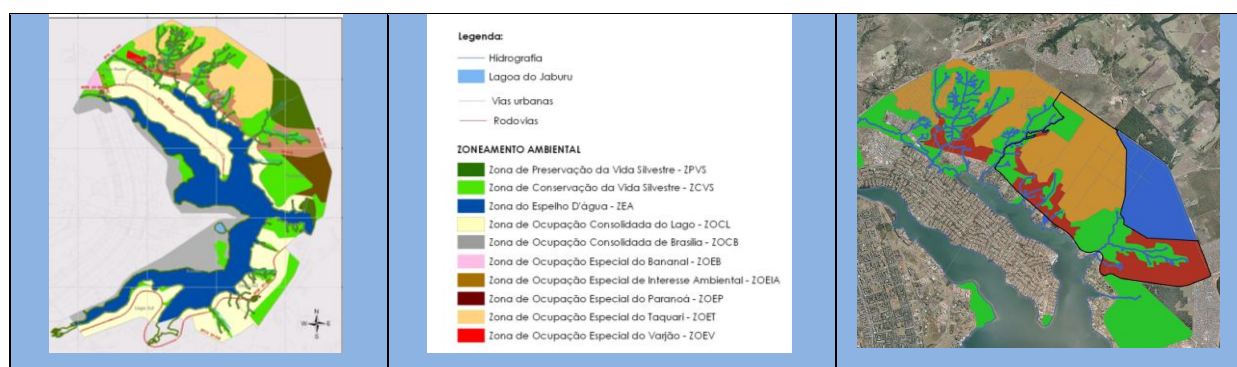 Legenda:
Hidrografia
Lagoa do Jaburu
Vias urbanas
Rodovias
ZONEAMENTO AMBIENTAL
Zona de Preservação da Vida Silvestre - ZPVS
Zona de Conservação da Vida Silvestre - ZCVS
Zona do Espelho D'água - ZEA
Zona de Ocupação Consolidada do Lago - ZOCL
Zona de Ocupação Consolidada de Brasília - ZOCB
Zona de Ocupação Especial do Bananal - ZOEB
Zona de Ocupação Especial de Interesse Ambiental - ZOEIA
Zona de Ocupação Especial do Paranoá - ZOEP
Zona de Ocupação Especial do Taquari - ZOET
Zona de Ocupação Especial do Varjão - ZOEV